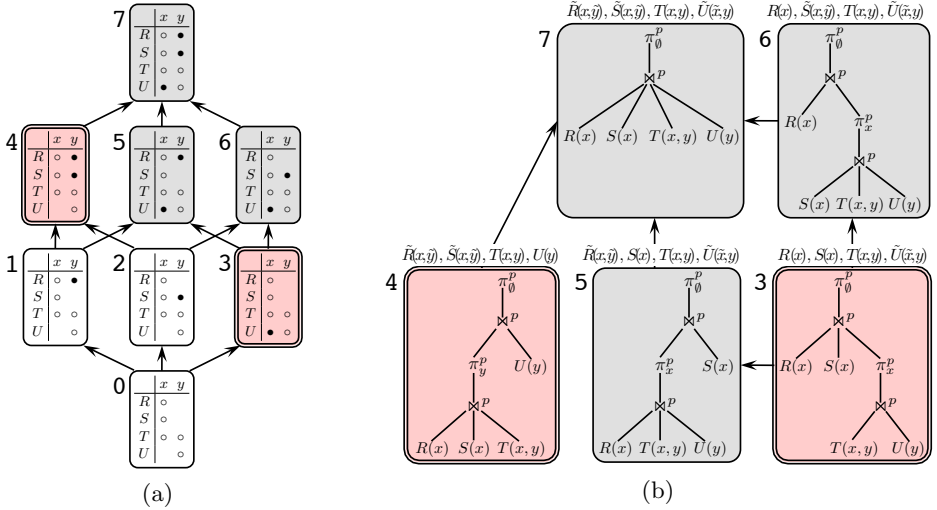 7
x y
R ○ ●
S ○ ●
T ○ ○
U ● ○
4
x y
R ○ ●
S ○ ●
T ○ ○
U ○
5
x y
R ○ ●
S ○
T ○ ○
U ● ○
6
x y
R ○
S ○ ●
T ○ ○
U ● ○
1
x y
R ○ ●
S ○
T ○ ○
U ○
2
x y
R ○
S ○ ●
T ○ ○
U ○
3
x y
R ○
S ○
T ○ ○
U ● ○
0
x y
R ○
S ○
T ○ ○
U ○
(a)
R̃(x,ỹ), S̃(x,ỹ), T(x,y), Ũ(x̃,y)
7
π^p_∅
⋈^p
R(x) S(x) T(x, y) U(y)
R(x), S̃(x,ỹ), T(x,y), Ũ(x̃,y)
6
π^p_∅
⋈^p
R(x) π^p_x
⋈^p
S(x) T(x, y) U(y)
R̃(x,ỹ), S̃(x,ỹ), T(x,y), U(y)
4
π^p_∅
⋈^p
π^p_y U(y)
⋈^p
R(x) S(x) T(x, y)
R̃(x,ỹ), S(x), T(x,y), Ũ(x̃,y)
5
π^p_∅
⋈^p
π^p_x S(x)
⋈^p
R(x) T(x, y) U(y)
R(x), S(x), T(x,y), Ũ(x̃,y)
3
π^p_∅
⋈^p
R(x) S(x) π^p_x
⋈^p
T(x, y) U(y)
(b)